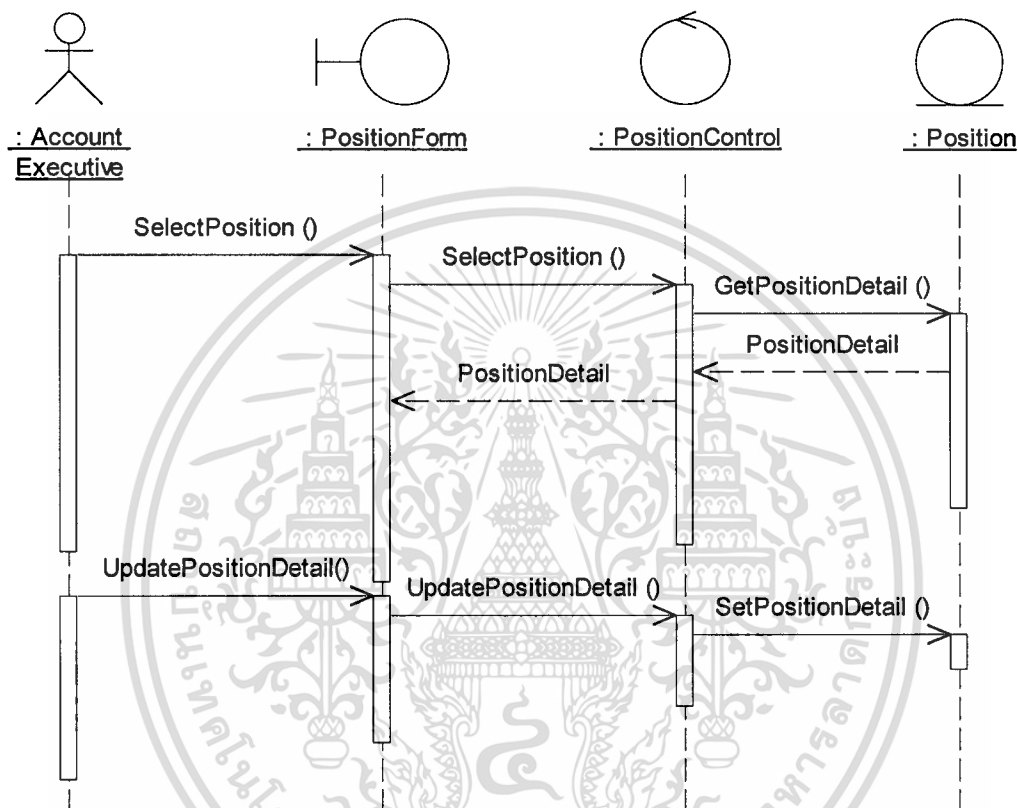 : Account
Executive
: PositionForm
: PositionControl
: Position
SelectPosition ()
SelectPosition ()
GetPositionDetail ()
PositionDetail
PositionDetail
UpdatePositionDetail()
UpdatePositionDetail ()
SetPositionDetail ()